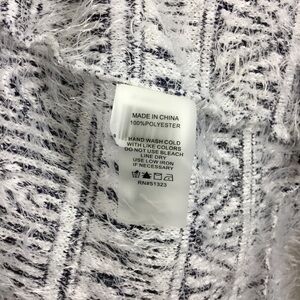 MADE IN CHINA
100%POLYESTER
HAND WASH COLD
WITH LIKE COLORS
DO NOT USE BLEACH
LINE DRY
USE LOW IRON
IF NECESSARY
RN#51323